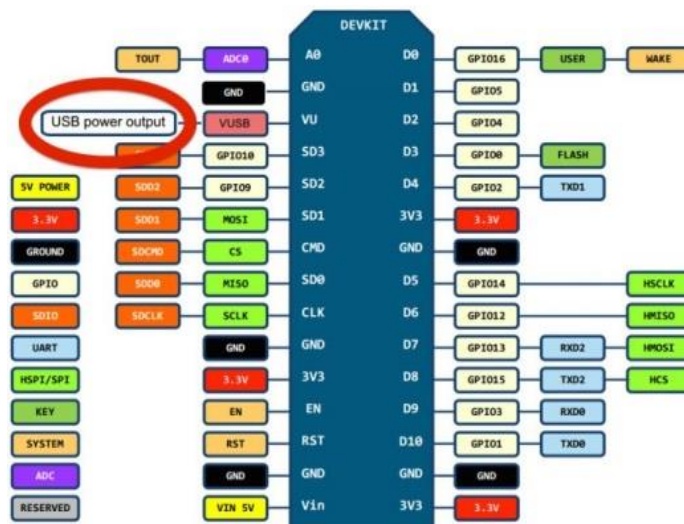 DEVKIT
TOUT ADC0 A0 D0 GPIO16 USER WAKE
GND GND D1 GPIO5
USB power output VUSB VU D2 GPIO4
GPIO10 SD3 D3 GPIO0 FLASH
5V POWER SDD2 GPIO9 SD2 D4 GPIO2 TXD1
3.3V SDD1 MOSI SD1 3V3 3.3V
GROUND SDCMD CS CMD GND GND
GPIO SDD0 MISO SD0 D5 GPIO14 HSCLK
SDIO SDCLK SCLK CLK D6 GPIO12 HMISO
UART GND GND D7 GPIO13 RXD2 HMOSI
HSPI/SPI 3.3V 3V3 D8 GPIO15 TXD2 HCS
KEY EN EN D9 GPIO3 RXD0
SYSTEM RST RST D10 GPIO1 TXD0
ADC GND GND GND GND
RESERVED VIN 5V Vin 3V3 3.3V